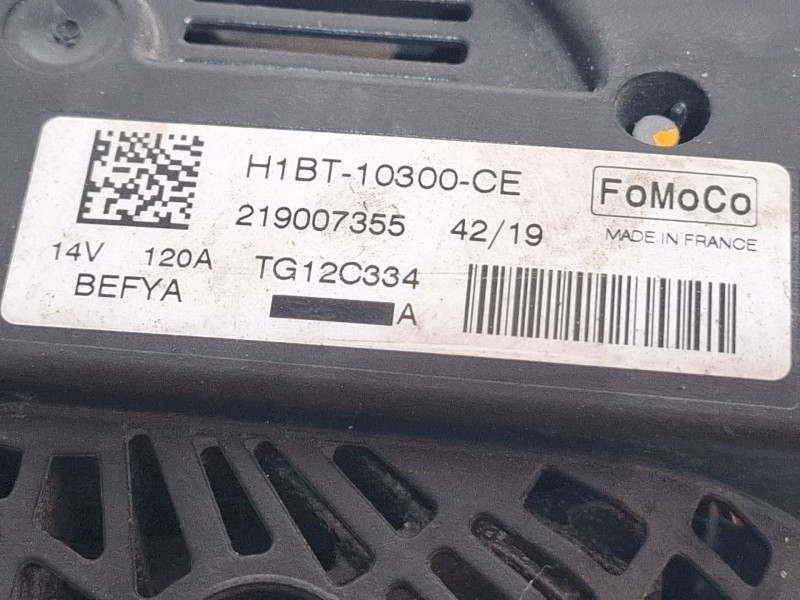 H1BT-10300-CE
FoMoCo
219007355 42/19
MADE IN FRANCE
14V 120A TG12C334
BEFYA
A